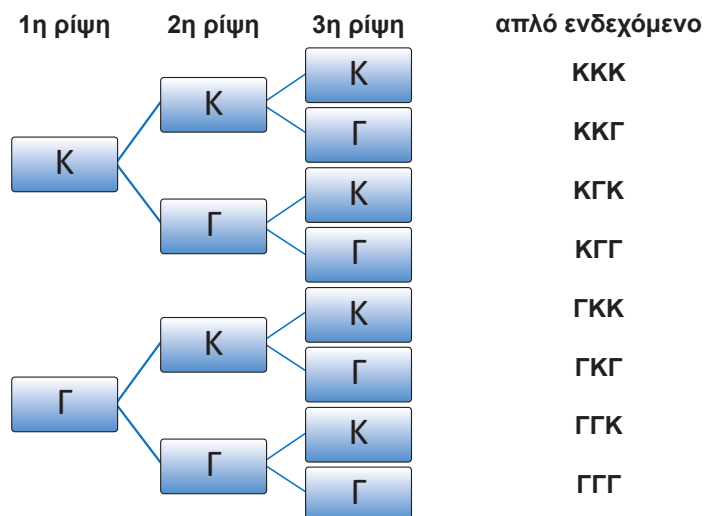 1η ρίψη 2η ρίψη 3η ρίψη απλό ενδεχόμενο
Κ ΚΚΚ
Κ
Γ ΚΚΓ
Κ
Κ ΚΓΚ
Γ
Γ ΚΓΓ
Κ ΓΚΚ
Κ
Γ ΓΚΓ
Γ
Κ ΓΓΚ
Γ
Γ ΓΓΓ